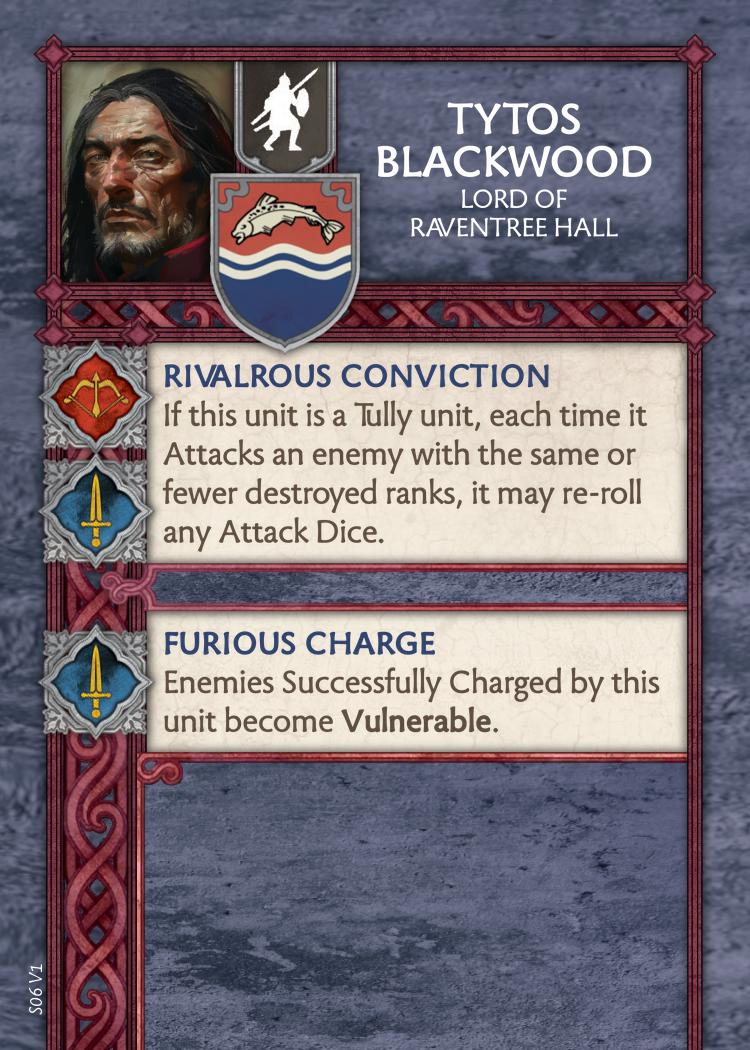 TYTOS
BLACKWOOD
LORD OF
RAVENTREE HALL
RIVALROUS CONVICTION
If this unit is a Tully unit, each time it
Attacks an enemy with the same or
fewer destroyed ranks, it may re-roll
any Attack Dice.
FURIOUS CHARGE
Enemies Successfully Charged by this
unit become Vulnerable.
S06 V1